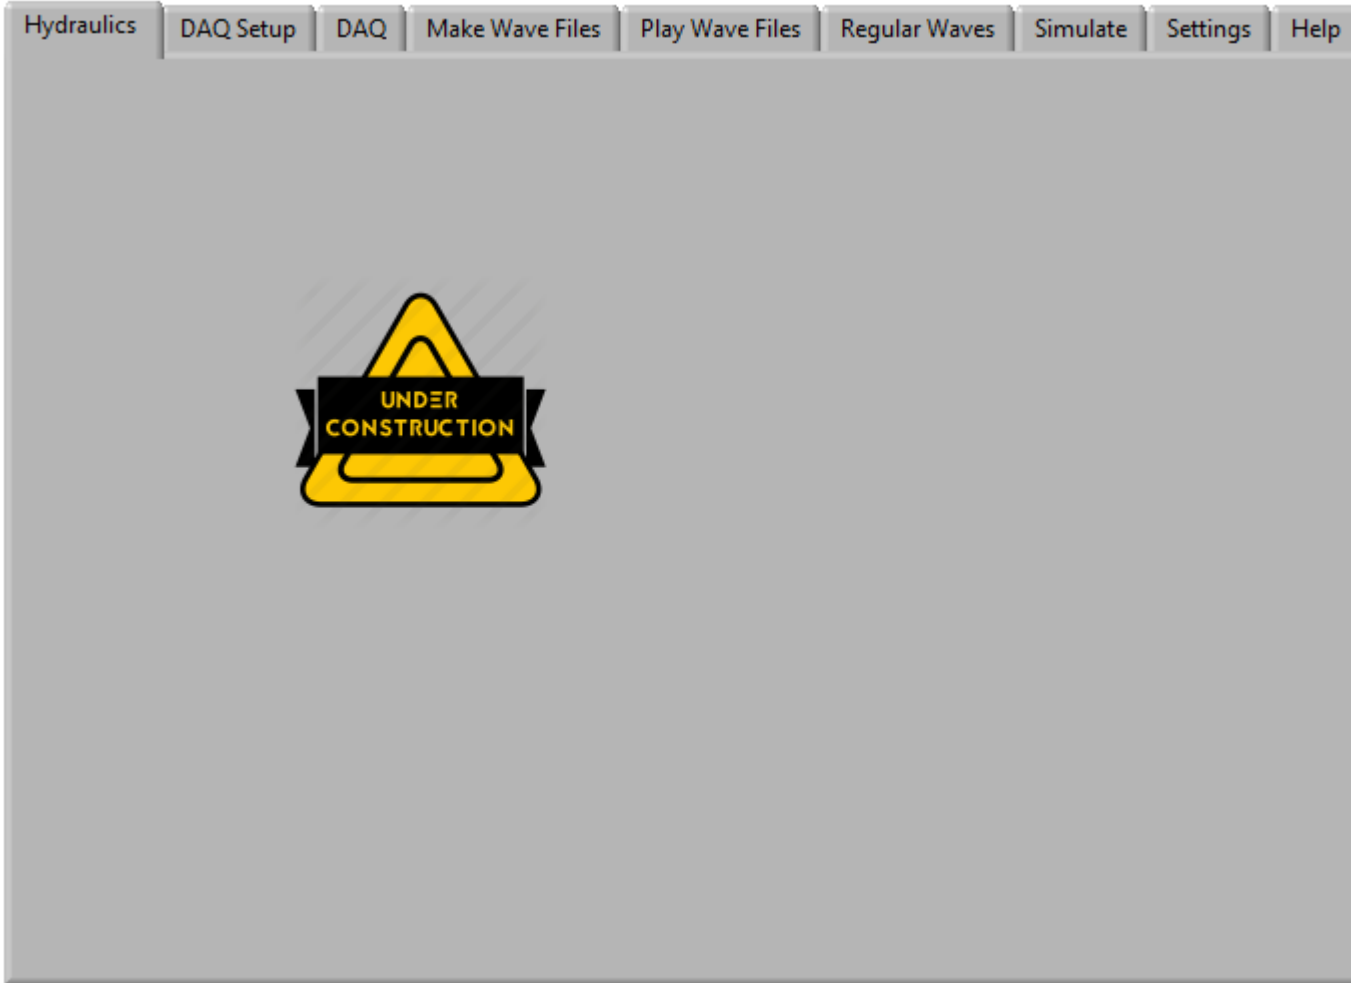 Hydraulics DAQ Setup DAQ Make Wave Files Play Wave Files Regular Waves Simulate Settings Help
UNDER
CONSTRUCTION